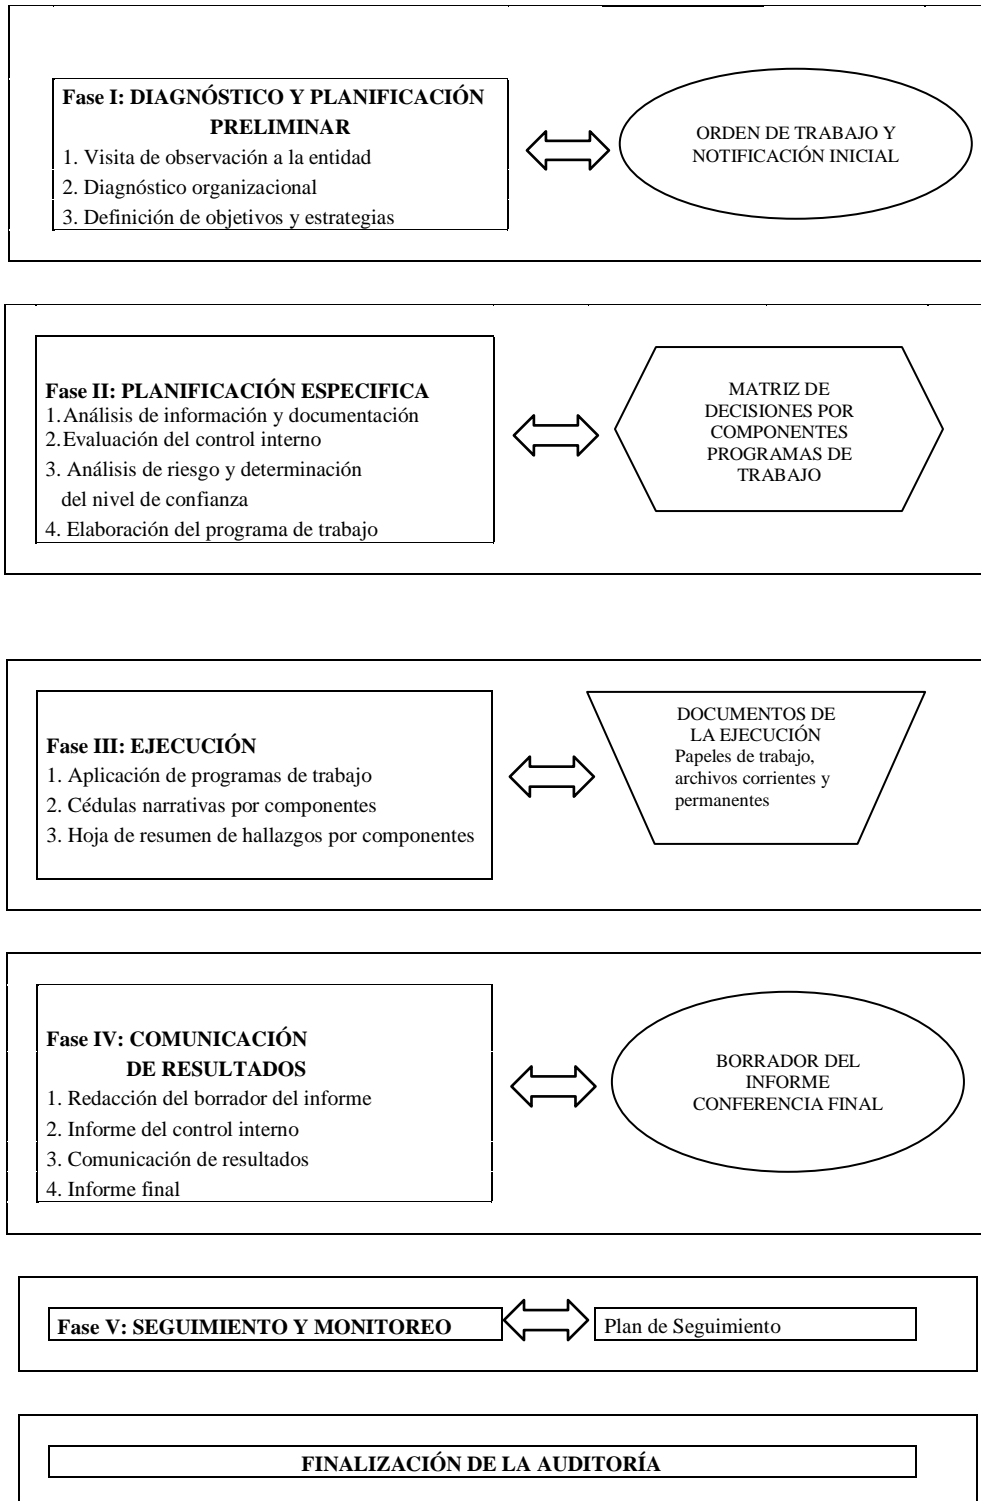 Fase I: DIAGNÓSTICO Y PLANIFICACIÓN
PRELIMINAR
1. Visita de observación a la entidad
2. Diagnóstico organizacional
3. Definición de objetivos y estrategias
ORDEN DE TRABAJO Y
NOTIFICACIÓN INICIAL
Fase II: PLANIFICACIÓN ESPECIFICA
1. Análisis de información y documentación
2. Evaluación del control interno
3. Análisis de riesgo y determinación
del nivel de confianza
4. Elaboración del programa de trabajo
MATRIZ DE
DECISIONES POR
COMPONENTES
PROGRAMAS DE
TRABAJO
Fase III: EJECUCIÓN
1. Aplicación de programas de trabajo
2. Cédulas narrativas por componentes
3. Hoja de resumen de hallazgos por componentes
DOCUMENTOS DE
LA EJECUCIÓN
Papeles de trabajo,
archivos corrientes y
permanentes
Fase IV: COMUNICACIÓN
DE RESULTADOS
1. Redacción del borrador del informe
2. Informe del control interno
3. Comunicación de resultados
4. Informe final
BORRADOR DEL
INFORME
CONFERENCIA FINAL
Fase V: SEGUIMIENTO Y MONITOREO
Plan de Seguimiento
FINALIZACIÓN DE LA AUDITORÍA